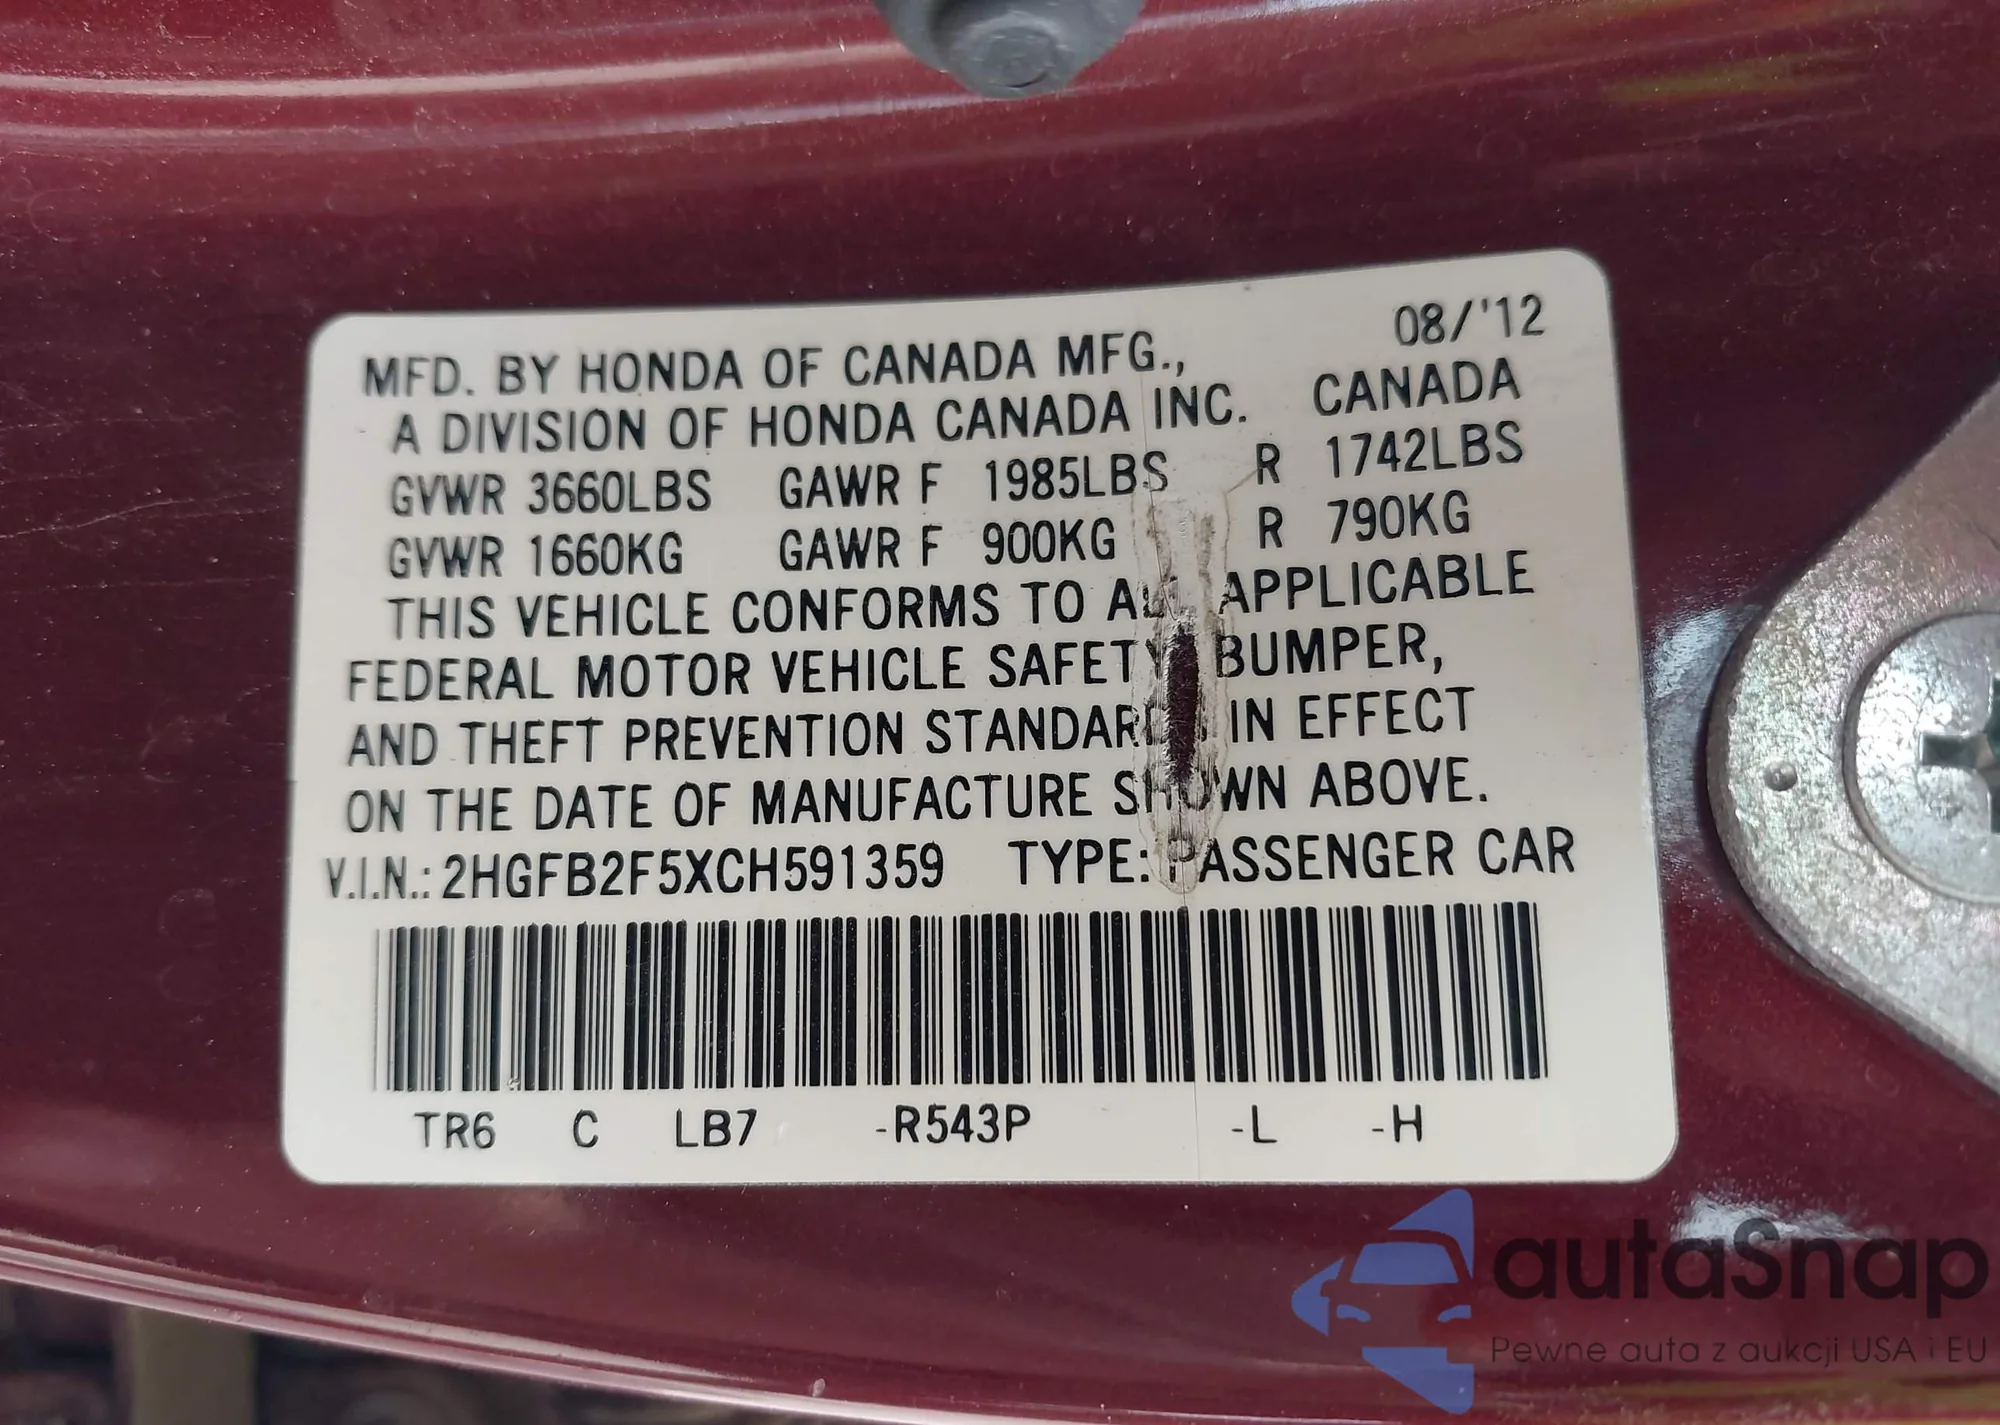 08/'12
MFD. BY HONDA OF CANADA MFG.,
A DIVISION OF HONDA CANADA INC. CANADA
GVWR 3660LBS GAWR F 1985LBS R 1742LBS
GVWR 1660KG GAWR F 900KG R 790KG
THIS VEHICLE CONFORMS TO ALL APPLICABLE
FEDERAL MOTOR VEHICLE SAFETY BUMPER,
AND THEFT PREVENTION STANDARDS IN EFFECT
ON THE DATE OF MANUFACTURE SHOWN ABOVE.
V.I.N.: 2HGFB2F5XCH591359 TYPE: PASSENGER CAR
TR6 C LB7 -R543P -L -H
autaSnap
Pewne auta z aukcji USA i EU